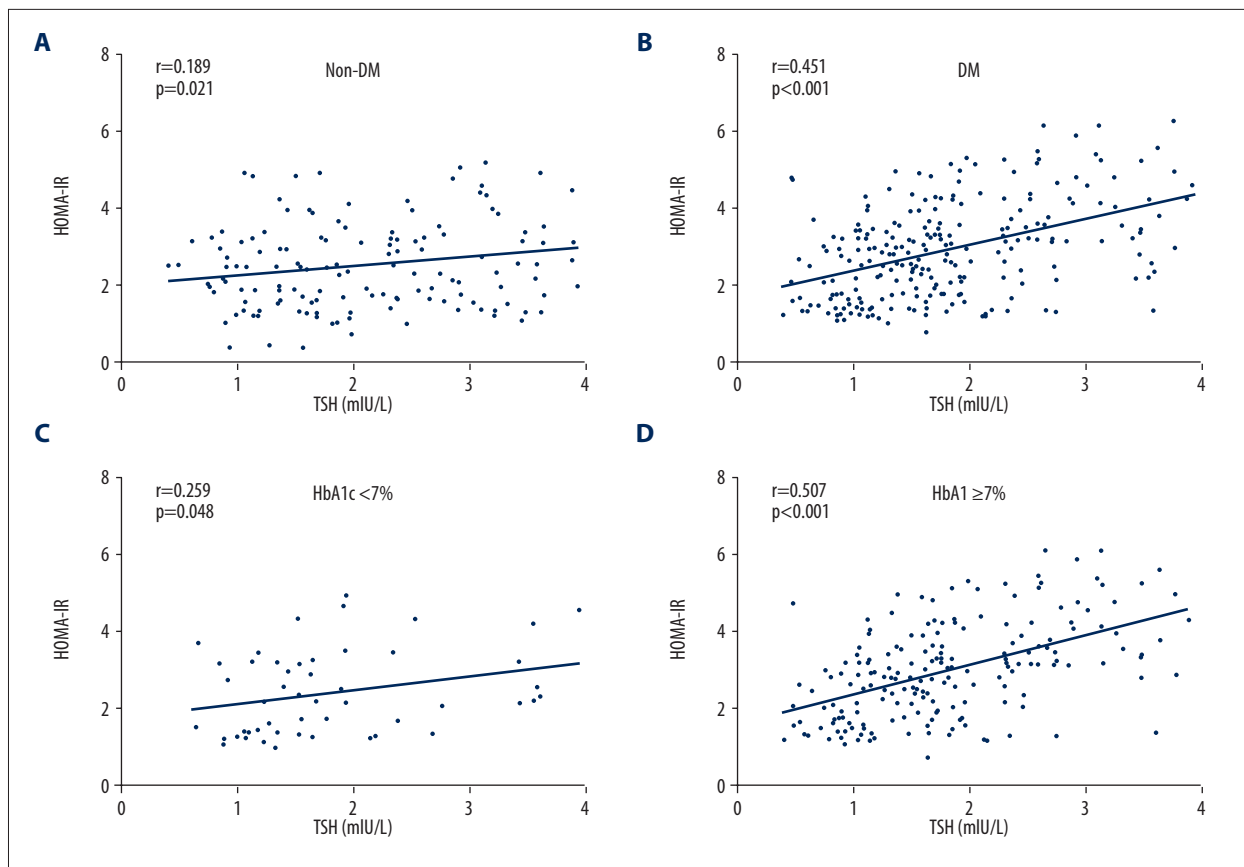 A
r=0.189
p=0.021
Non-DM
HOMA-IR
8
6
4
2
0
0 1 2 3 4
TSH (mIU/L)
B
r=0.451
p<0.001
DM
HOMA-IR
8
6
4
2
0
0 1 2 3 4
TSH (mIU/L)
C
r=0.259
p=0.048
HbA1c <7%
HOMA-IR
8
6
4
2
0
0 1 2 3 4
TSH (mIU/L)
D
r=0.507
p<0.001
HbA1 ≥7%
HOMA-IR
8
6
4
2
0
0 1 2 3 4
TSH (mIU/L)